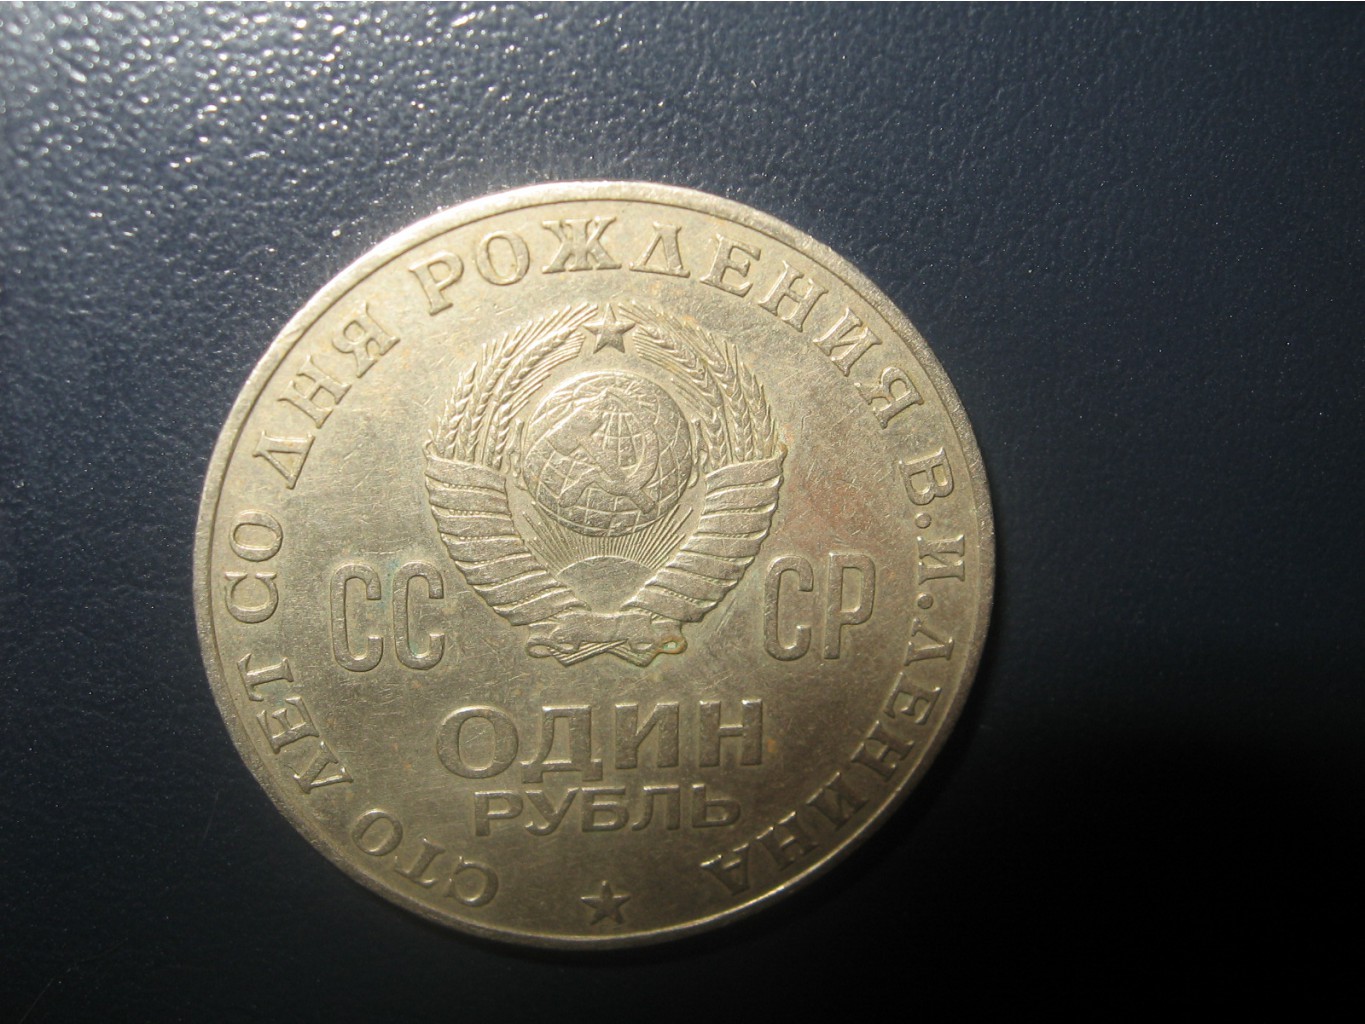 СТО ЛЕТ СО ДНЯ РОЖДЕНИЯ В.И.ЛЕНИНА
СС СР
ОДИН
РУБЛЬ